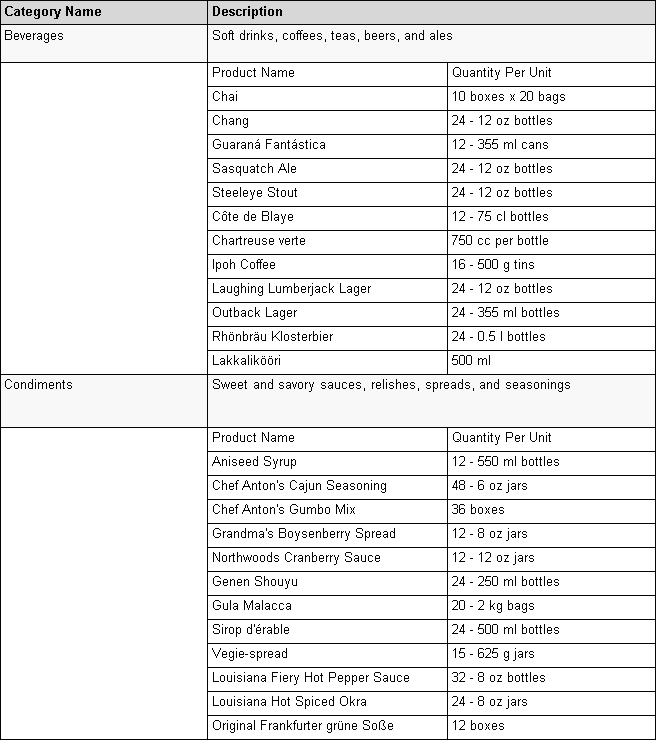 Category Name Description
Beverages Soft drinks, coffees, teas, beers, and ales
Product Name Quantity Per Unit
Chai 10 boxes x 20 bags
Chang 24 - 12 oz bottles
Guaraná Fantástica 12 - 355 ml cans
Sasquatch Ale 24 - 12 oz bottles
Steeleye Stout 24 - 12 oz bottles
Côte de Blaye 12 - 75 cl bottles
Chartreuse verte 750 cc per bottle
Ipoh Coffee 16 - 500 g tins
Laughing Lumberjack Lager 24 - 12 oz bottles
Outback Lager 24 - 355 ml bottles
Rhönbräu Klosterbier 24 - 0.5 l bottles
Lakkalikööri 500 ml
Condiments Sweet and savory sauces, relishes, spreads, and seasonings
Product Name Quantity Per Unit
Aniseed Syrup 12 - 550 ml bottles
Chef Anton's Cajun Seasoning 48 - 6 oz jars
Chef Anton's Gumbo Mix 36 boxes
Grandma's Boysenberry Spread 12 - 8 oz jars
Northwoods Cranberry Sauce 12 - 12 oz jars
Genen Shouyu 24 - 250 ml bottles
Gula Malacca 20 - 2 kg bags
Sirop d'érable 24 - 500 ml bottles
Vegie-spread 15 - 625 g jars
Louisiana Fiery Hot Pepper Sauce 32 - 8 oz bottles
Louisiana Hot Spiced Okra 24 - 8 oz jars
Original Frankfurter grüne Soße 12 boxes